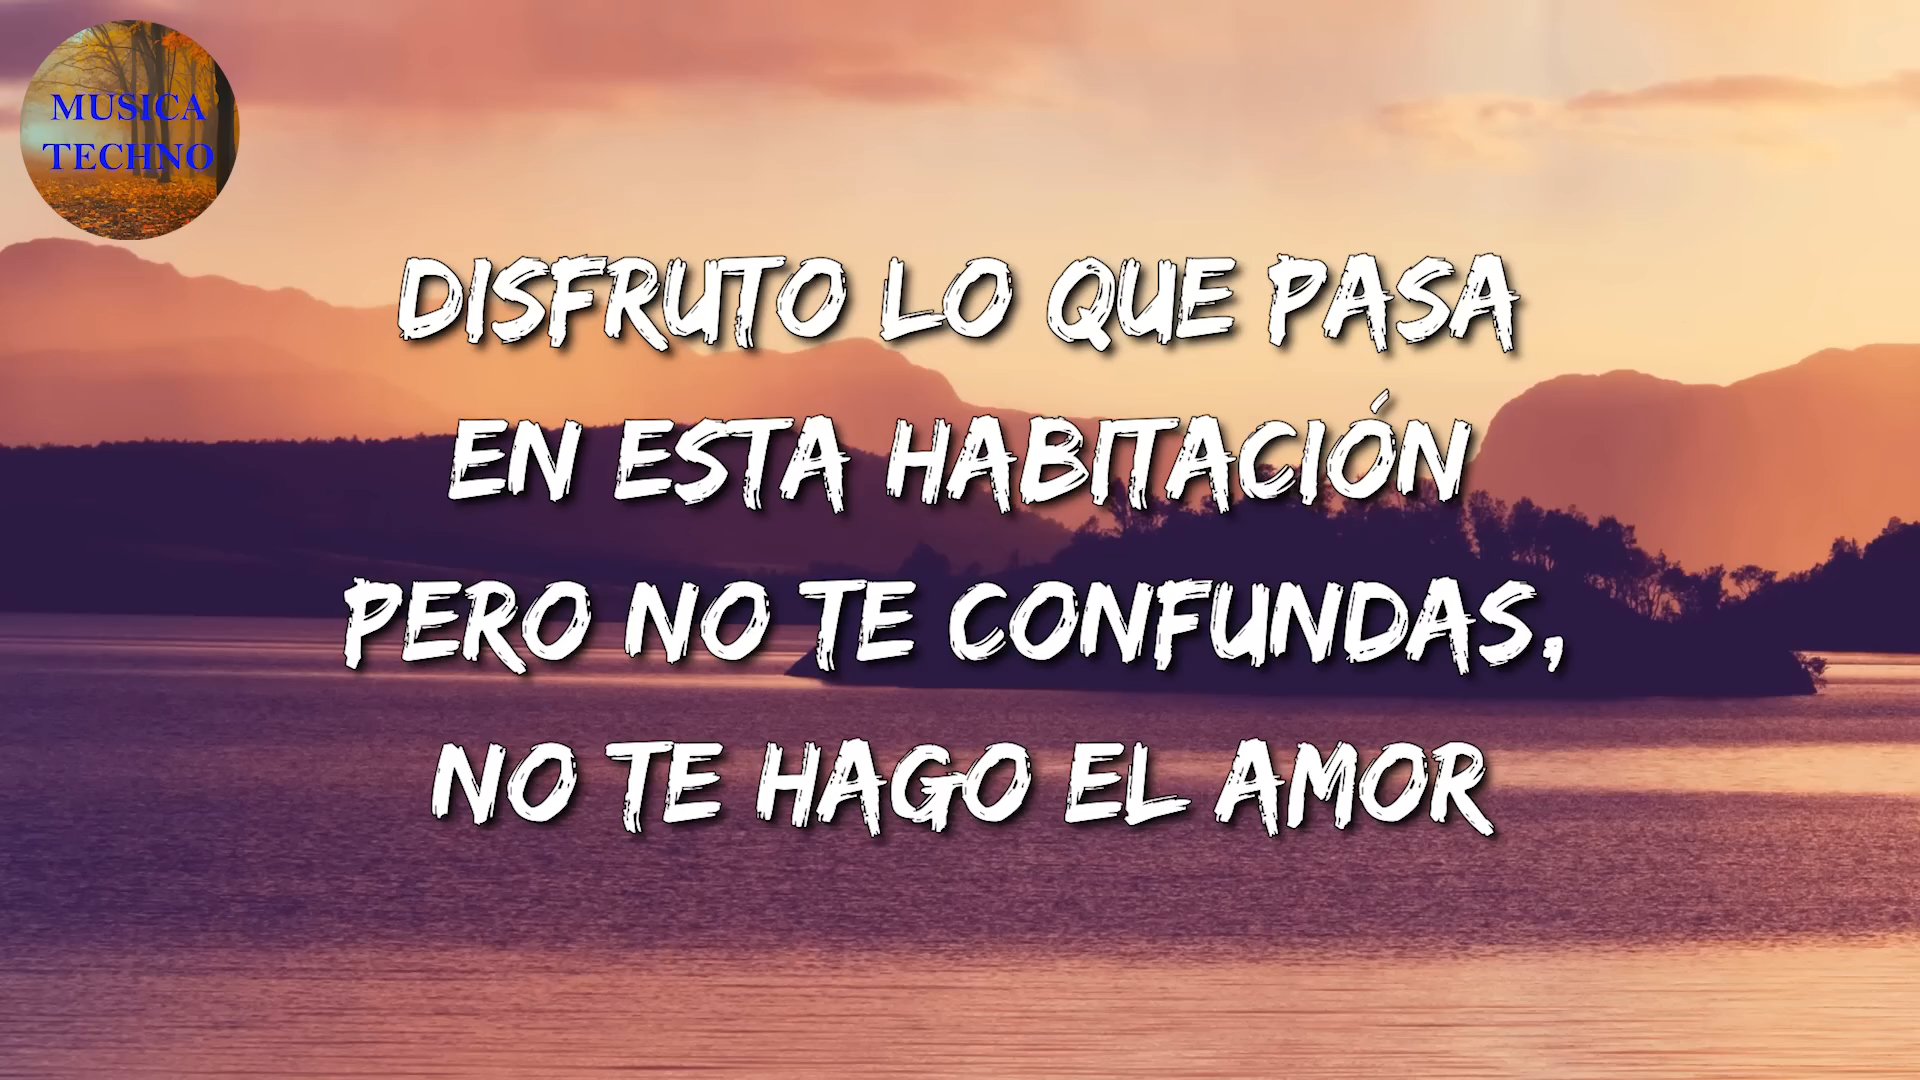 MUSICA
TECHNO
DISFRUTO LO QUE PASA
EN ESTA HABITACIÓN
PERO NO TE CONFUNDAS,
NO TE HAGO EL AMOR